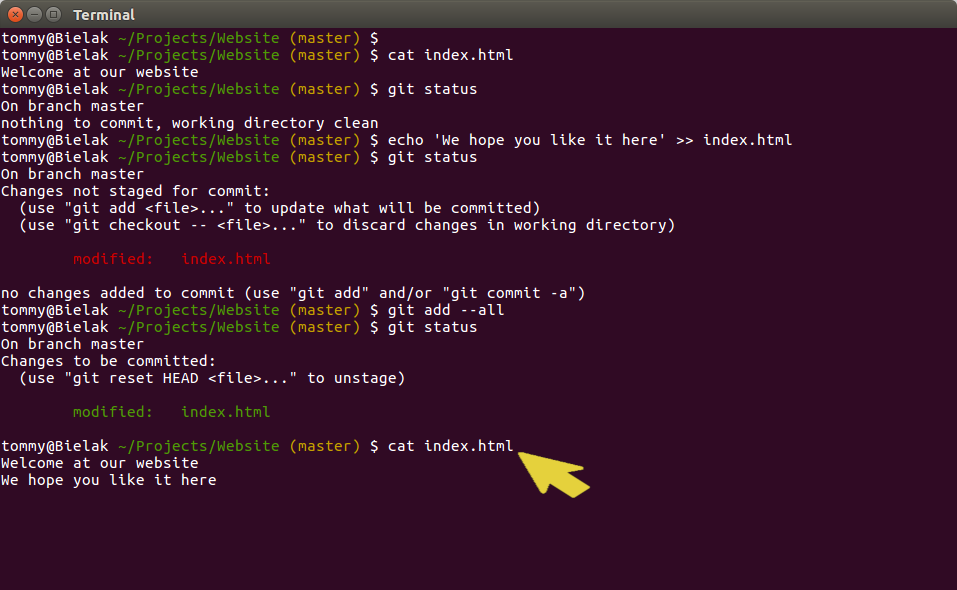 Terminal
tommy@Bielak ~/Projects/Website (master) $
tommy@Bielak ~/Projects/Website (master) $ cat index.html
Welcome at our website
tommy@Bielak ~/Projects/Website (master) $ git status
On branch master
nothing to commit, working directory clean
tommy@Bielak ~/Projects/Website (master) $ echo 'We hope you like it here' >> index.html
tommy@Bielak ~/Projects/Website (master) $ git status
On branch master
Changes not staged for commit:
  (use "git add <file>..." to update what will be committed)
  (use "git checkout -- <file>..." to discard changes in working directory)

        modified:   index.html

no changes added to commit (use "git add" and/or "git commit -a")
tommy@Bielak ~/Projects/Website (master) $ git add --all
tommy@Bielak ~/Projects/Website (master) $ git status
On branch master
Changes to be committed:
  (use "git reset HEAD <file>..." to unstage)

        modified:   index.html

tommy@Bielak ~/Projects/Website (master) $ cat index.html
Welcome at our website
We hope you like it here